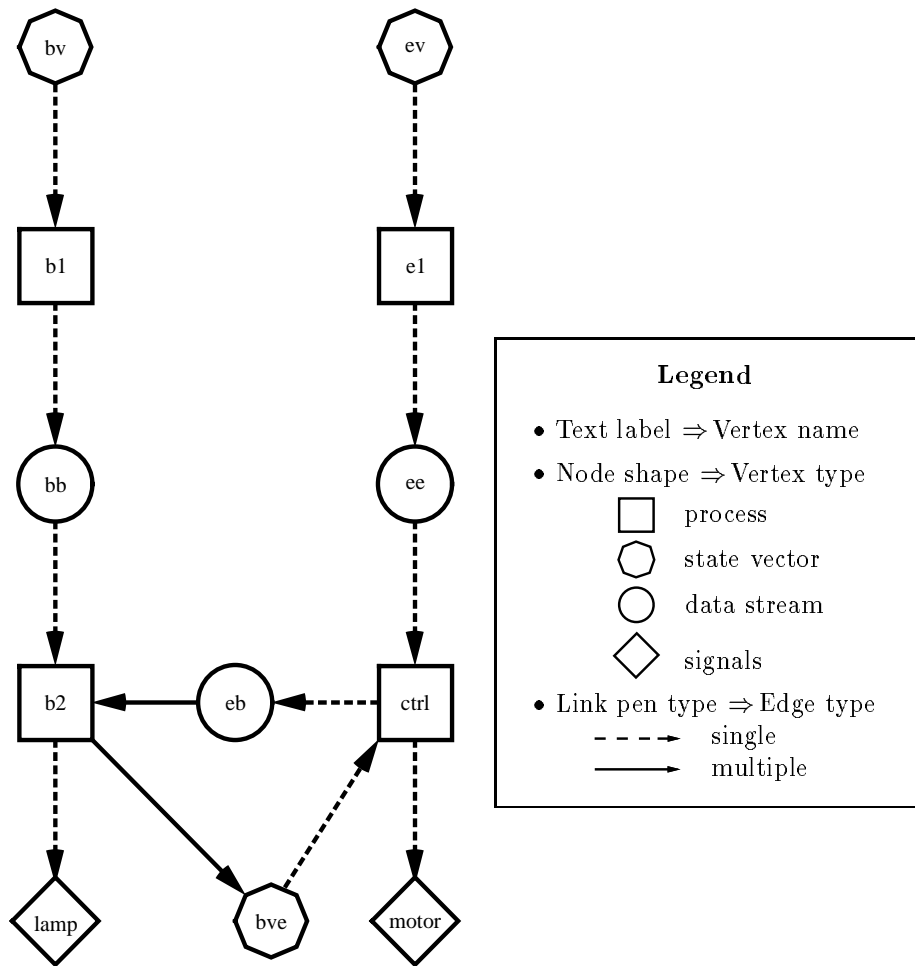 bv
ev
b1
e1
bb
ee
b2
eb
ctrl
lamp
bve
motor
Legend
• Text label ⇒ Vertex name
• Node shape ⇒ Vertex type
process
state vector
data stream
signals
• Link pen type ⇒ Edge type
single
multiple